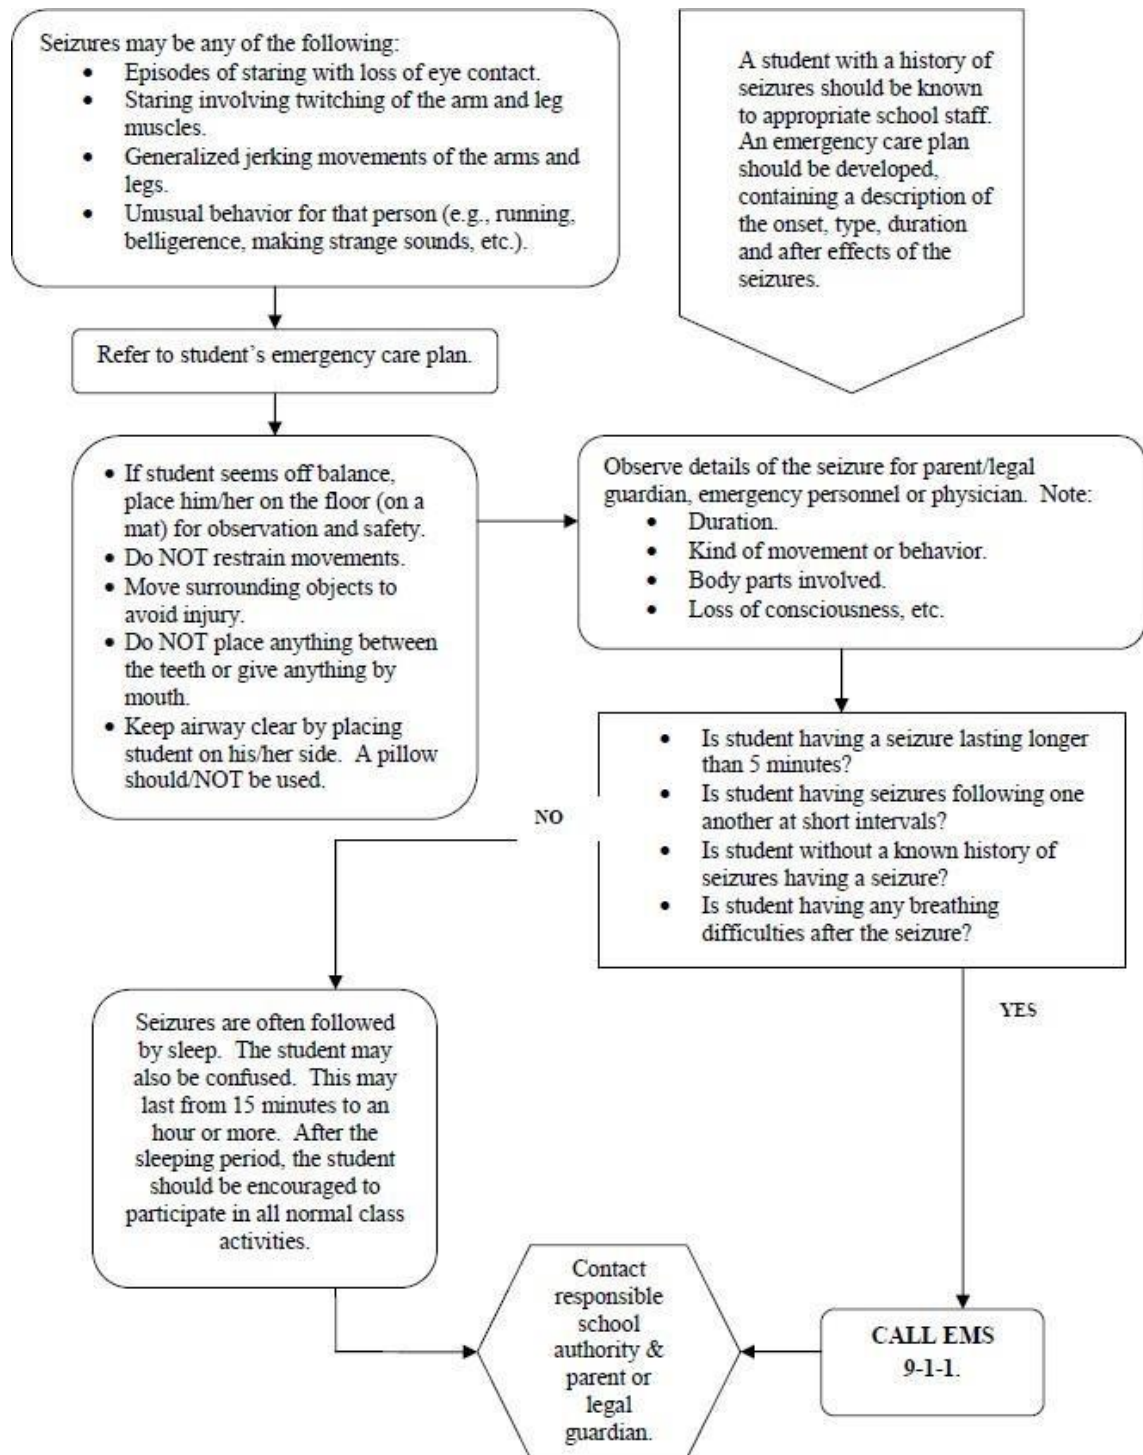 Seizures may be any of the following:
• Episodes of staring with loss of eye contact.
• Staring involving twitching of the arm and leg
muscles.
• Generalized jerking movements of the arms and
legs.
• Unusual behavior for that person (e.g., running,
belligerence, making strange sounds, etc.).
A student with a history of
seizures should be known
to appropriate school staff.
An emergency care plan
should be developed,
containing a description of
the onset, type, duration
and after effects of the
seizures.
Refer to student's emergency care plan.
• If student seems off balance,
place him/her on the floor (on a
mat) for observation and safety.
• Do NOT restrain movements.
• Move surrounding objects to
avoid injury.
• Do NOT place anything between
the teeth or give anything by
mouth.
• Keep airway clear by placing
student on his/her side. A pillow
should/NOT be used.
Observe details of the seizure for parent/legal
guardian, emergency personnel or physician. Note:
• Duration.
• Kind of movement or behavior.
• Body parts involved.
• Loss of consciousness, etc.
• Is student having a seizure lasting longer
than 5 minutes?
• Is student having seizures following one
another at short intervals?
• Is student without a known history of
seizures having a seizure?
• Is student having any breathing
difficulties after the seizure?
NO
YES
Seizures are often followed
by sleep. The student may
also be confused. This may
last from 15 minutes to an
hour or more. After the
sleeping period, the student
should be encouraged to
participate in all normal class
activities.
Contact
responsible
school
authority &
parent or
legal
guardian.
CALL EMS
9-1-1.